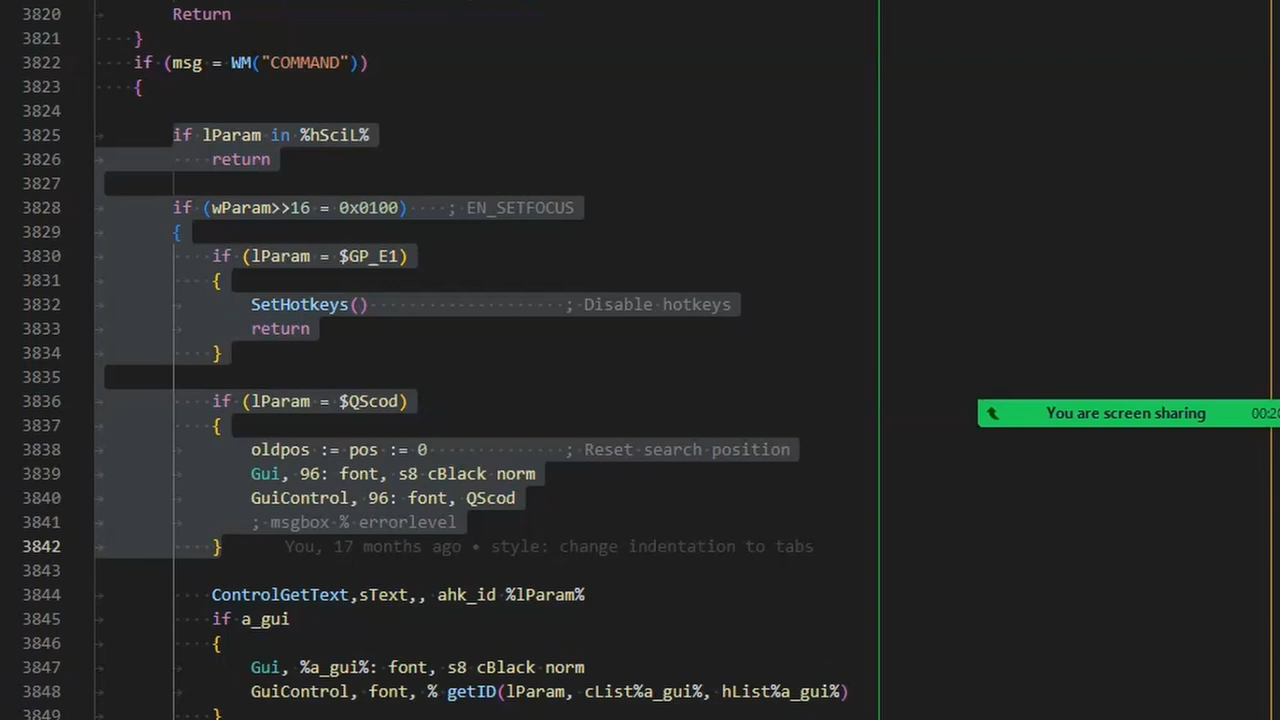 3820 Return
3821 }
3822 if (msg = WM("COMMAND"))
3823 {
3824
3825 if lParam in %hSciL%
3826 return
3827
3828 if (wParam>>16 = 0x0100) ; EN_SETFOCUS
3829 {
3830 if (lParam = $GP_E1)
3831 {
3832 SetHotkeys() ; Disable hotkeys
3833 return
3834 }
3835
3836 if (lParam = $QScod)
You are screen sharing 00:20
3837 {
3838 oldpos := pos := 0 ; Reset search position
3839 Gui, 96: font, s8 cBlack norm
3840 GuiControl, 96: font, QScod
3841 ; msgbox % errorlevel
3842 } You, 17 months ago • style: change indentation to tabs
3843
3844 ControlGetText,sText,, ahk_id %lParam%
3845 if a_gui
3846 {
3847 Gui, %a_gui%: font, s8 cBlack norm
3848 GuiControl, font, % getID(lParam, cList%a_gui%, hList%a_gui%)
3849 }